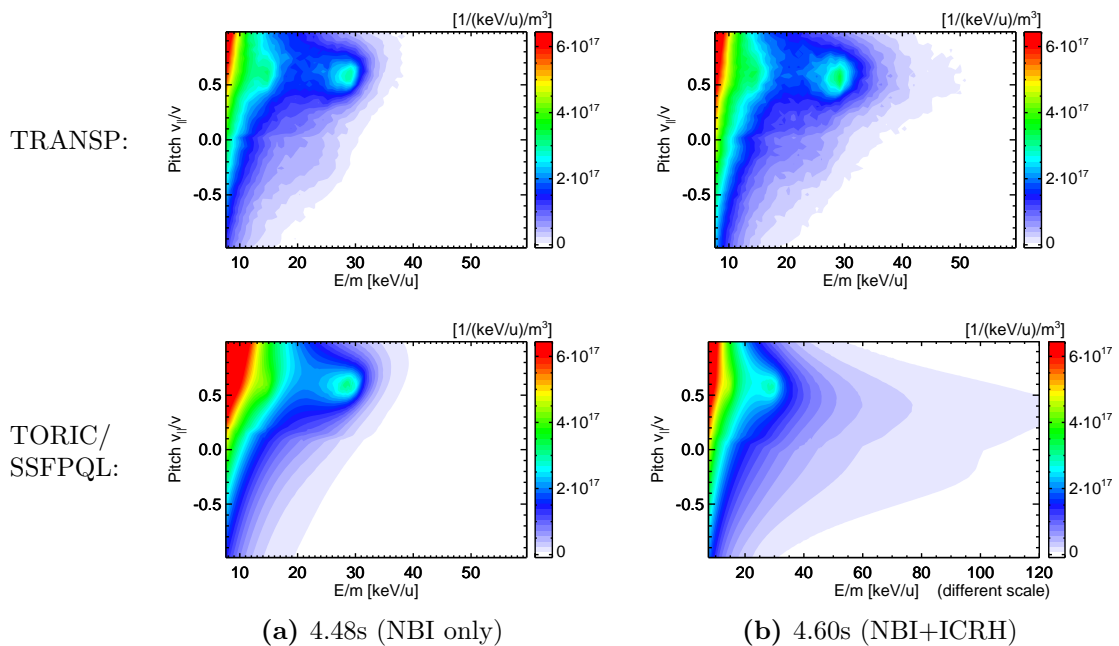 [1/(keV/u)/m³]
[1/(keV/u)/m³]
TRANSP:
Pitch v||/v
0.5
0.0
-0.5
10 20 30 40 50
E/m [keV/u]
6·10¹⁷
4·10¹⁷
2·10¹⁷
0
Pitch v||/v
0.5
0.0
-0.5
10 20 30 40 50
E/m [keV/u]
6·10¹⁷
4·10¹⁷
2·10¹⁷
0
[1/(keV/u)/m³]
[1/(keV/u)/m³]
TORIC/
SSFPQL:
Pitch v||/v
0.5
0.0
-0.5
10 20 30 40 50
E/m [keV/u]
6·10¹⁷
4·10¹⁷
2·10¹⁷
0
Pitch v||/v
0.5
0.0
-0.5
20 40 60 80 100 120
E/m [keV/u] (different scale)
6·10¹⁷
4·10¹⁷
2·10¹⁷
0
(a) 4.48s (NBI only)
(b) 4.60s (NBI+ICRH)